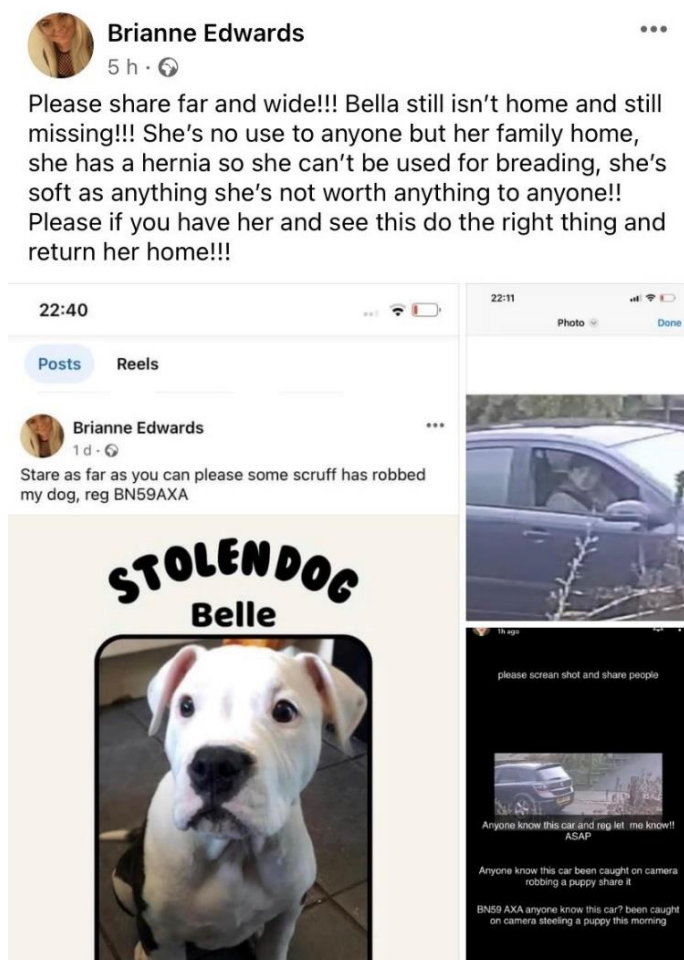 Brianne Edwards
5 h ·
Please share far and wide!!! Bella still isn't home and still
missing!!! She's no use to anyone but her family home,
she has a hernia so she can't be used for breading, she's
soft as anything she's not worth anything to anyone!!
Please if you have her and see this do the right thing and
return her home!!!
22:40
Posts Reels
Brianne Edwards
1 d ·
Stare as far as you can please some scruff has robbed
my dog, reg BN59AXA
STOLEN DOG
Belle
22:11
Photo Done
1h ago
please screan shot and share people
Anyone know this car and reg let me know!!
ASAP
Anyone know this car been caught on camera
robbing a puppy share it
BN59 AXA anyone know this car? been caught
on camera steeling a puppy this morning